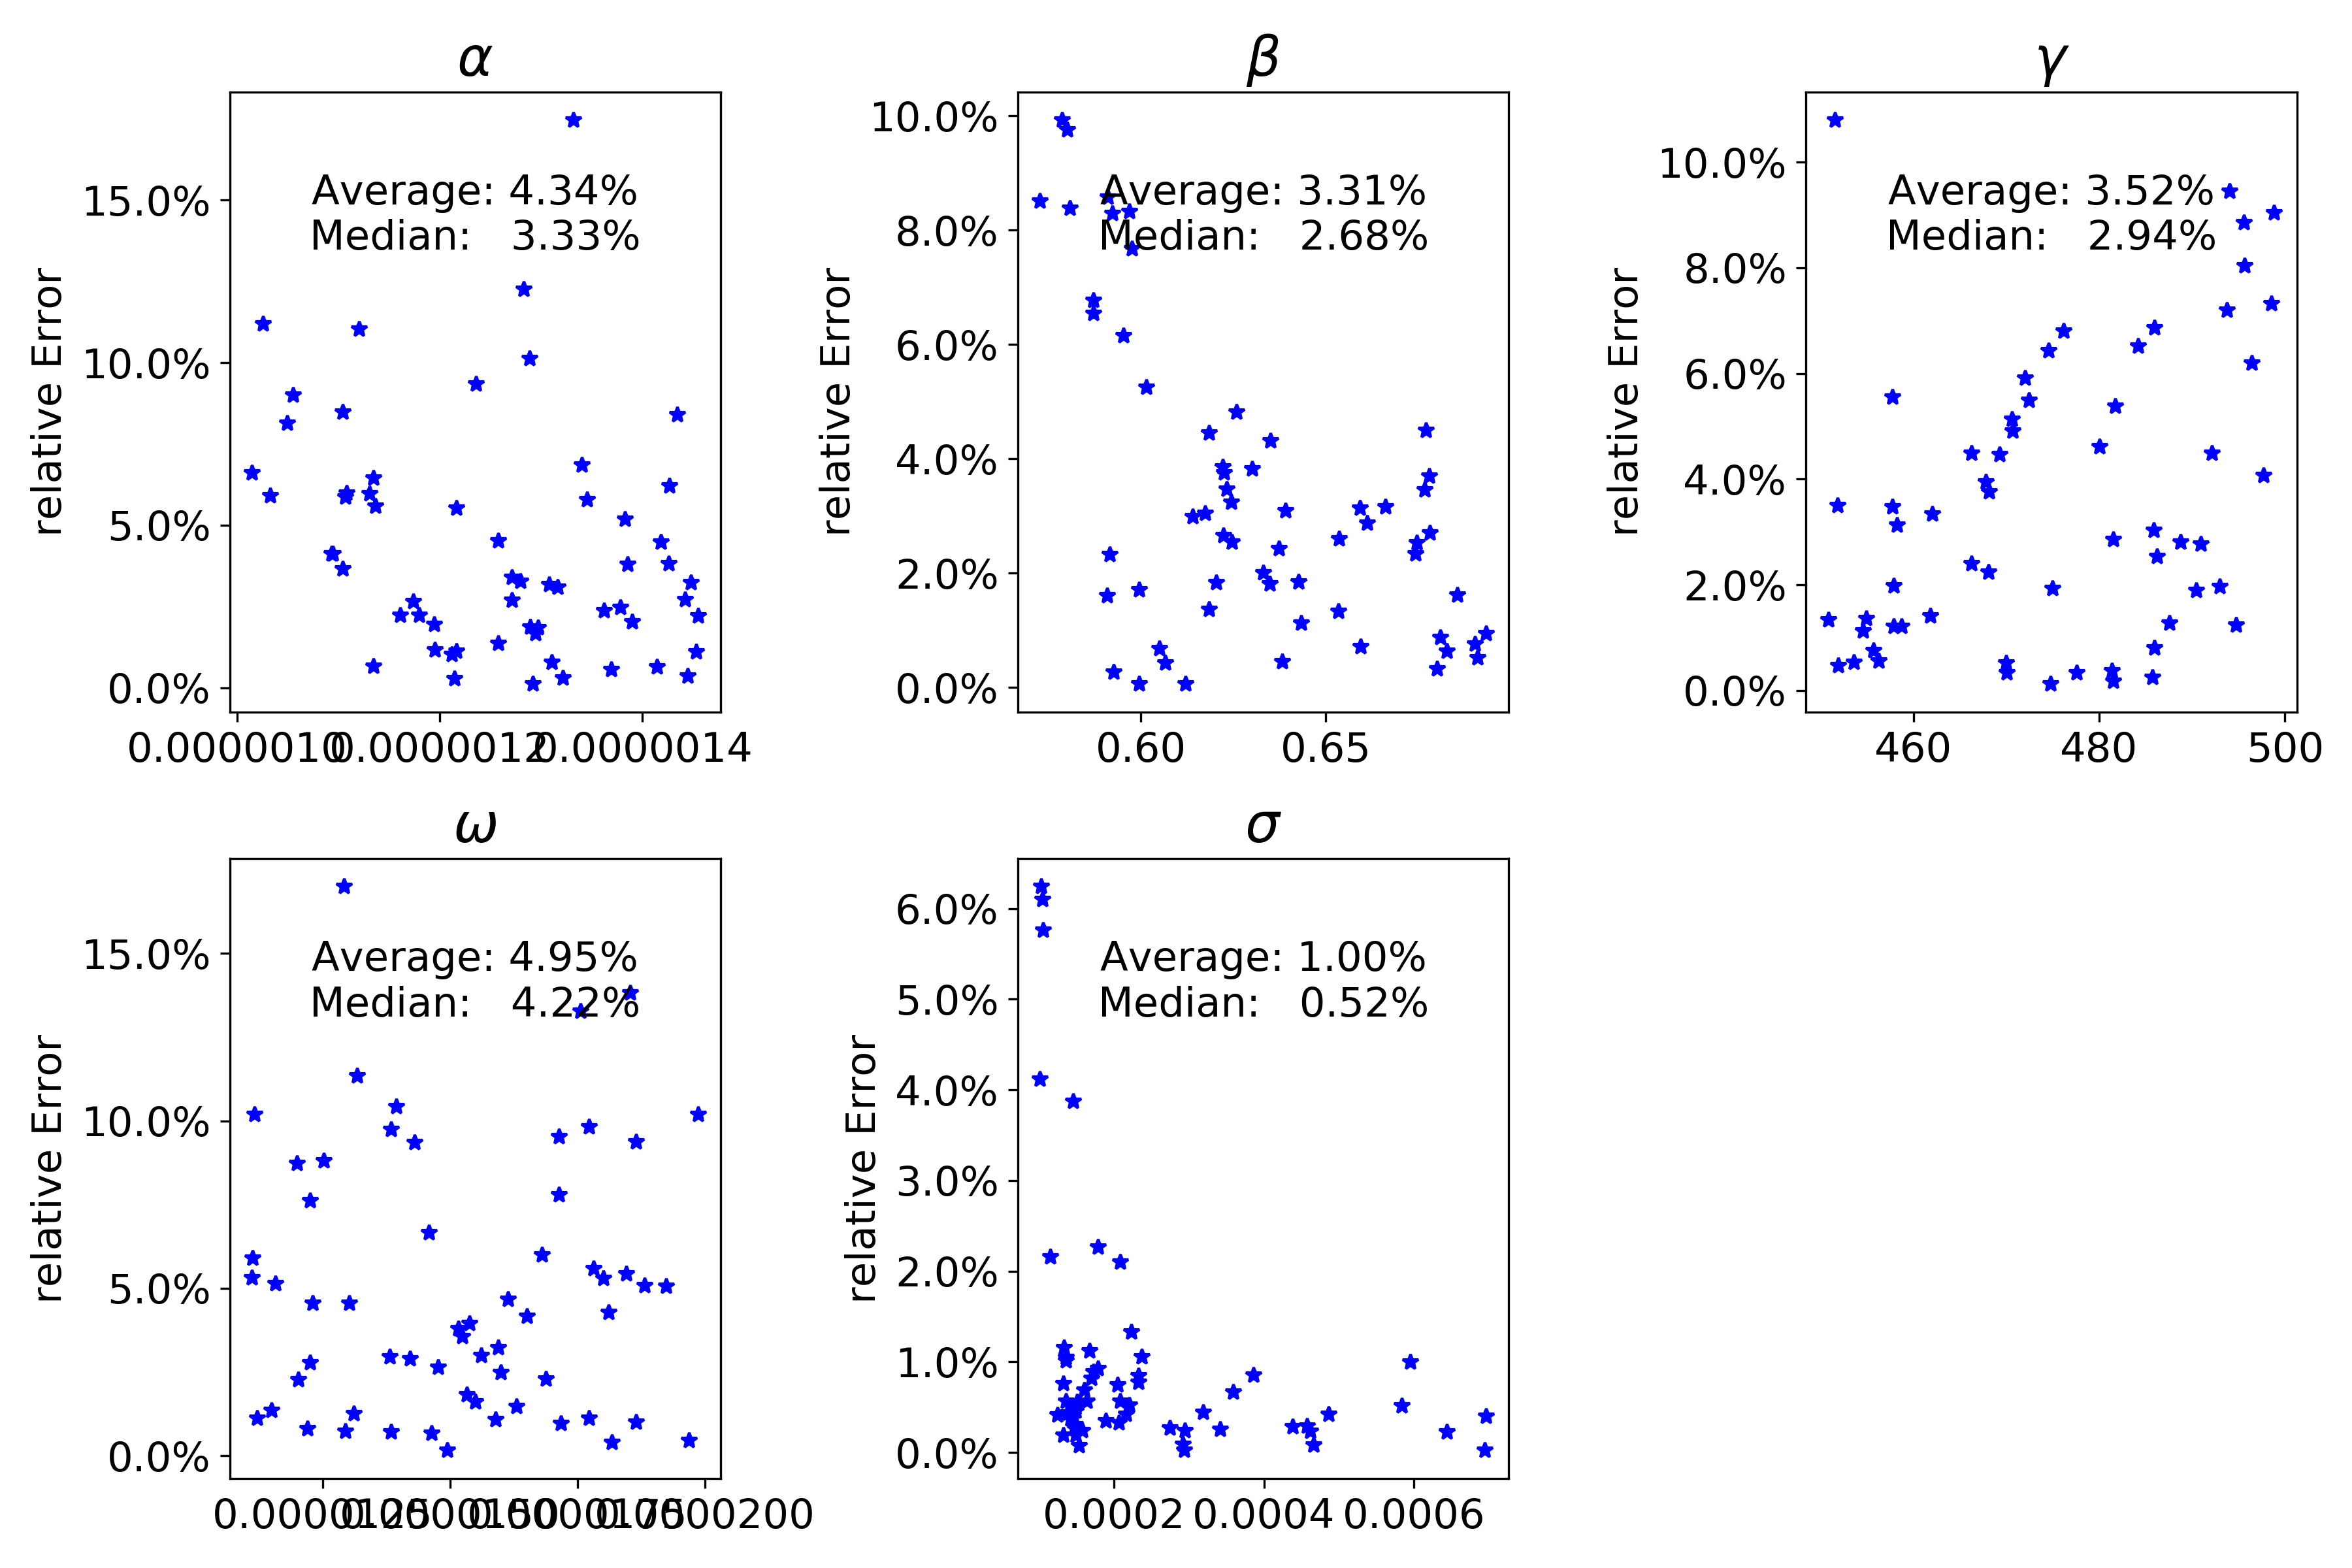 α
relative Error
15.0%
10.0%
5.0%
0.0%
Average: 4.34%
Median: 3.33%
0.0000010 0.0000012 0.0000014
β
relative Error
10.0%
8.0%
6.0%
4.0%
2.0%
0.0%
Average: 3.31%
Median: 2.68%
0.60 0.65
γ
relative Error
10.0%
8.0%
6.0%
4.0%
2.0%
0.0%
Average: 3.52%
Median: 2.94%
460 480 500
ω
relative Error
15.0%
10.0%
5.0%
0.0%
Average: 4.95%
Median: 4.22%
σ
relative Error
6.0%
5.0%
4.0%
3.0%
2.0%
1.0%
0.0%
Average: 1.00%
Median: 0.52%
0.0002 0.0004 0.0006